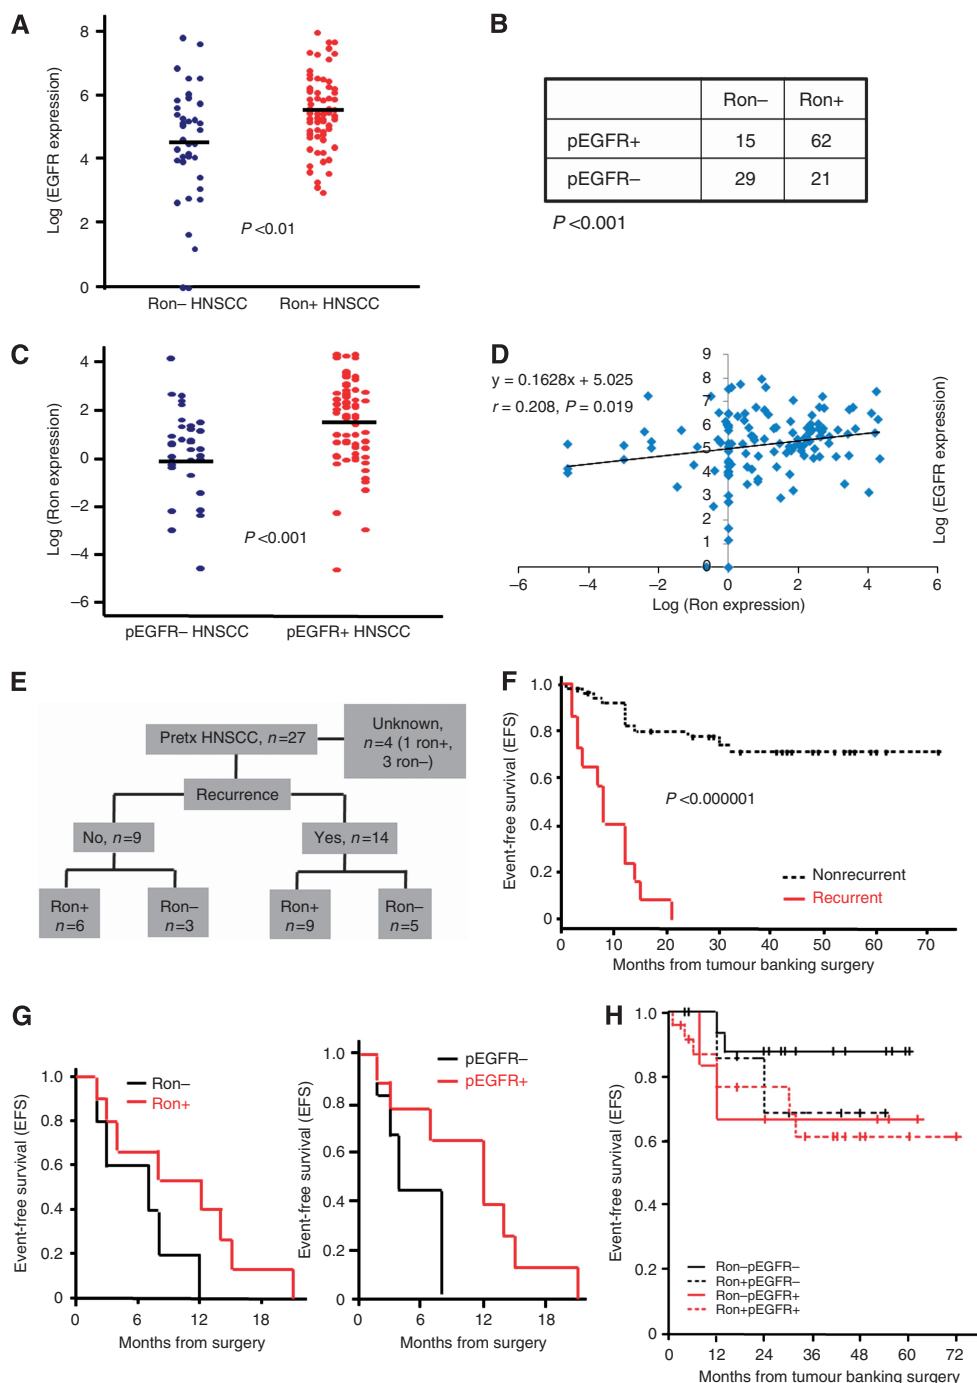 A
Log (EGFR expression)
8
6
4
2
0
P <0.01
Ron– HNSCC
Ron+ HNSCC
B
Ron– Ron+
pEGFR+ 15 62
pEGFR– 29 21
P <0.001
C
Log (Ron expression)
4
2
0
–2
–4
–6
P <0.001
pEGFR– HNSCC
pEGFR+ HNSCC
D
y = 0.1628x + 5.025
r = 0.208, P = 0.019
9
8
7
6
5
4
3
2
1
0
–6 –4 –2 0 2 4 6
Log (Ron expression)
Log (EGFR expression)
E
Pretx HNSCC, n=27
Unknown,
n=4 (1 ron+,
3 ron–)
Recurrence
No, n=9
Yes, n=14
Ron+
n=6
Ron–
n=3
Ron+
n=9
Ron–
n=5
F
Event-free survival (EFS)
1.0
0.8
0.6
0.4
0.2
0
P <0.000001
Nonrecurrent
Recurrent
0 10 20 30 40 50 60 70
Months from tumour banking surgery
G
Event-free survival (EFS)
1.0
0.8
0.6
0.4
0.2
0
Ron–
Ron+
0 6 12 18
Months from surgery
Event-free survival (EFS)
1.0
0.8
0.6
0.4
0.2
0
pEGFR–
pEGFR+
0 6 12 18
Months from surgery
H
Event-free survival (EFS)
1.0
0.8
0.6
0.4
0.2
0
Ron–pEGFR–
Ron+pEGFR–
Ron–pEGFR+
Ron+pEGFR+
0 12 24 36 48 60 72
Months from tumour banking surgery